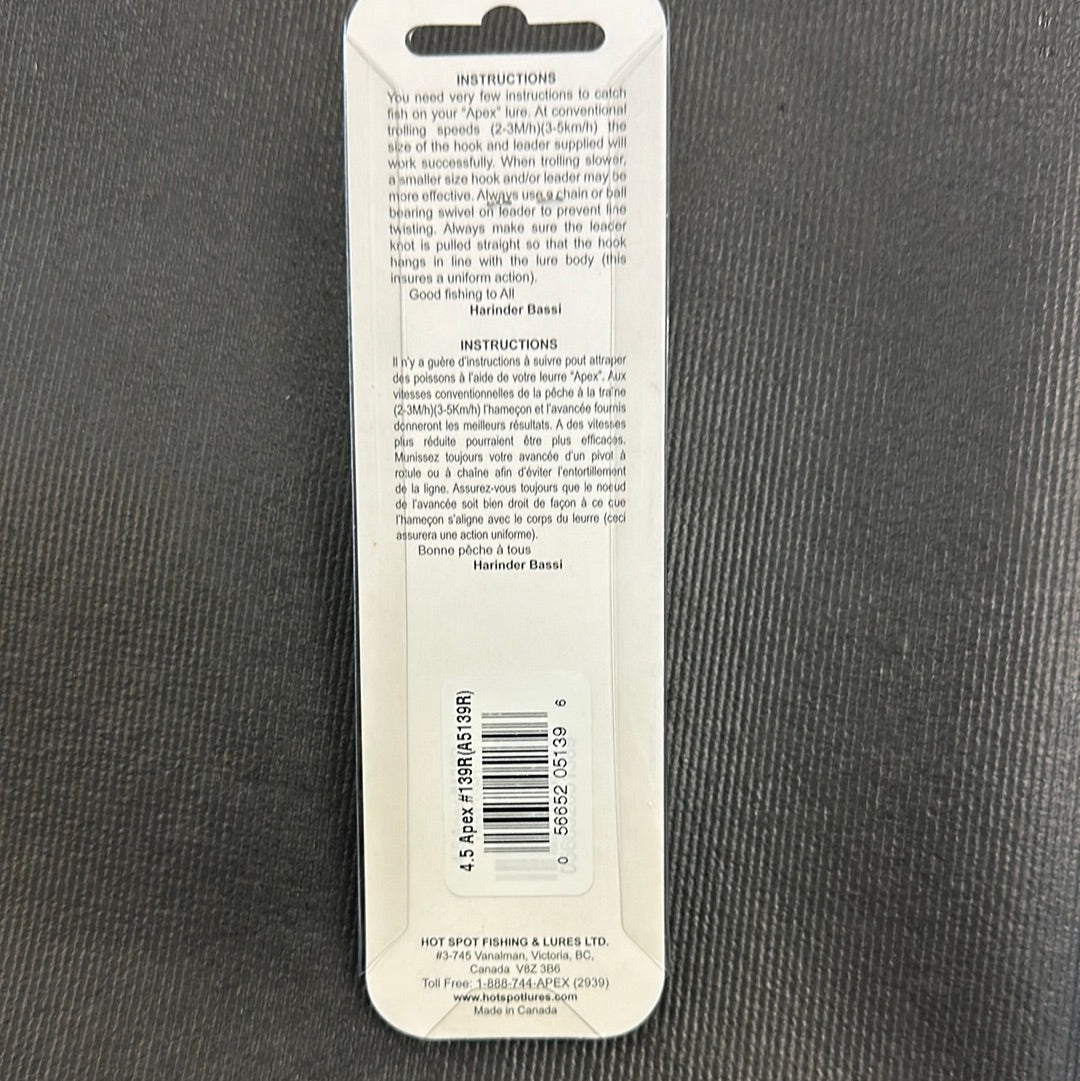 INSTRUCTIONS
You need very few instructions to catch
fish on your "Apex" lure. At conventional
trolling speeds (2-3M/h)(3-5km/h) the
size of the hook and leader supplied will
work successfully. When trolling slower,
a smaller size hook and/or leader may be
more effective. Always use a chain or ball
bearing swivel on leader to prevent line
twisting. Always make sure the leader
knot is pulled straight so that the hook
hangs in line with the lure body (this
insures a uniform action).
Good fishing to All
Harinder Bassi
INSTRUCTIONS
Il n'y a guère d'instructions à suivre pout attraper
des poissons à l'aide de votre leurre "Apex". Aux
vitesses conventionnelles de la pêche à la traîne
(2-3M/h)(3-5Km/h) l'hameçon et l'avancée fournis
donneront les meilleurs résultats. A des vitesses
plus réduite pourraient être plus efficaces.
Munissez toujours votre avancée d'un pivot à
rotule ou à chaîne afin d'éviter l'entortillement
de la ligne. Assurez-vous toujours que le noeud
de l'avancée soit bien droit de façon à ce que
l'hameçon s'aligne avec le corps du leurre (ceci
assurera une action uniforme).
Bonne pêche à tous
Harinder Bassi
4.5 Apex #139R(A5139R)
0 56652 05139 6
HOT SPOT FISHING & LURES LTD.
#3-745 Vanalman, Victoria, BC,
Canada V8Z 3B6
Toll Free: 1-888-744-APEX (2939)
www.hotspotlures.com
Made in Canada